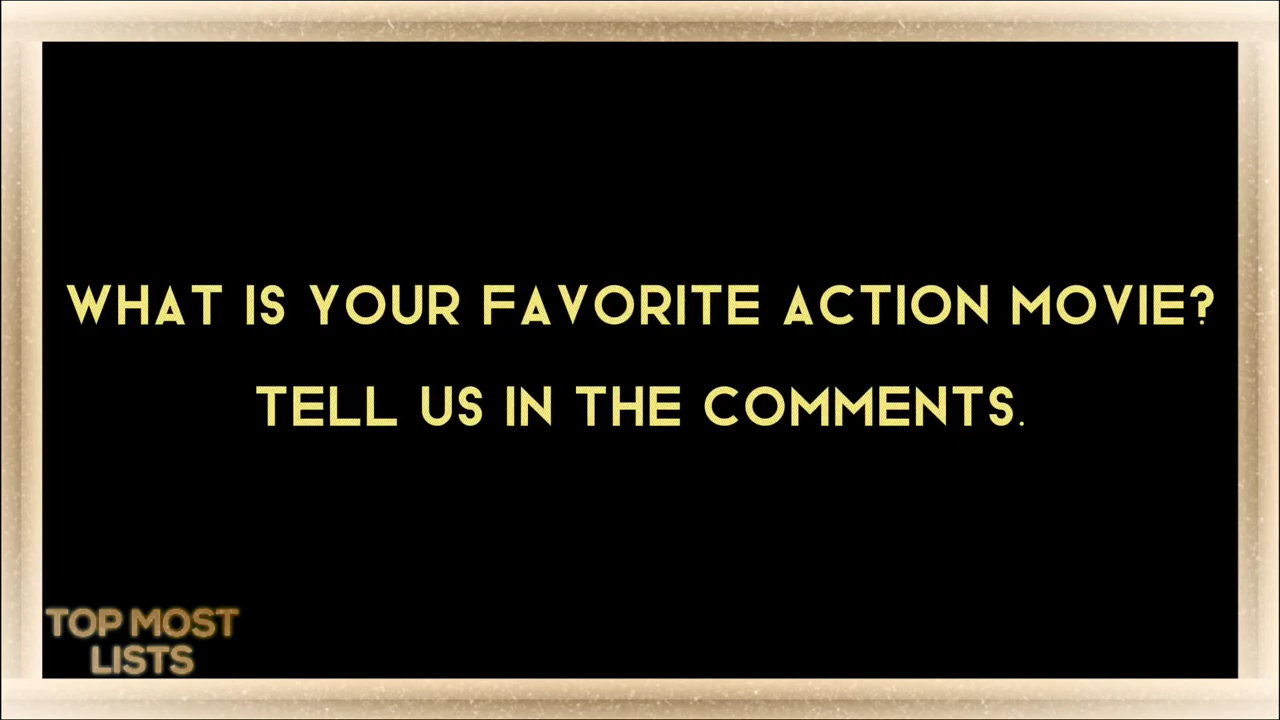 WHAT IS YOUR FAVORITE ACTION MOVIE?
TELL US IN THE COMMENTS.
TOP MOST
LISTS